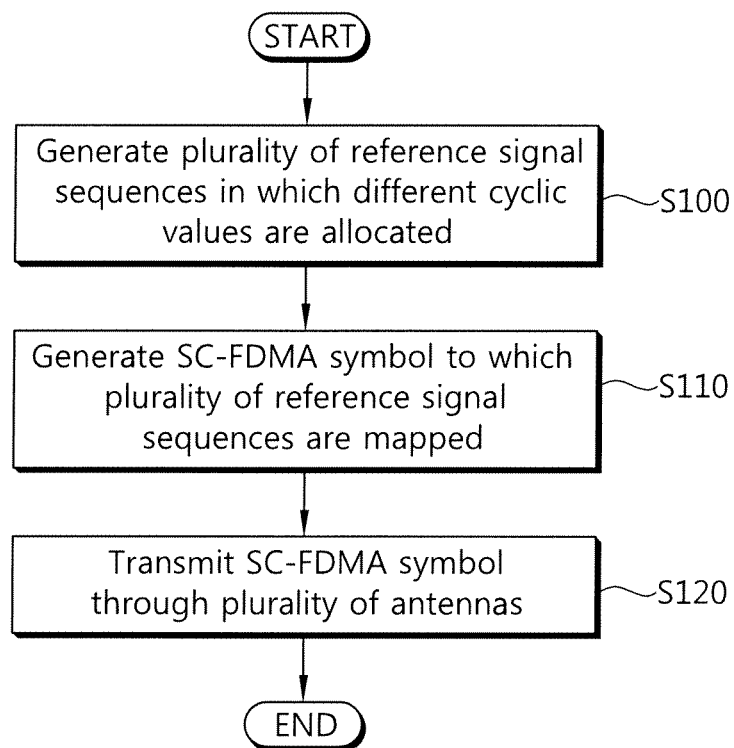 START
Generate plurality of reference signal
sequences in which different cyclic
values are allocated
S100
Generate SC-FDMA symbol to which
plurality of reference signal
sequences are mapped
S110
Transmit SC-FDMA symbol
through plurality of antennas
S120
END